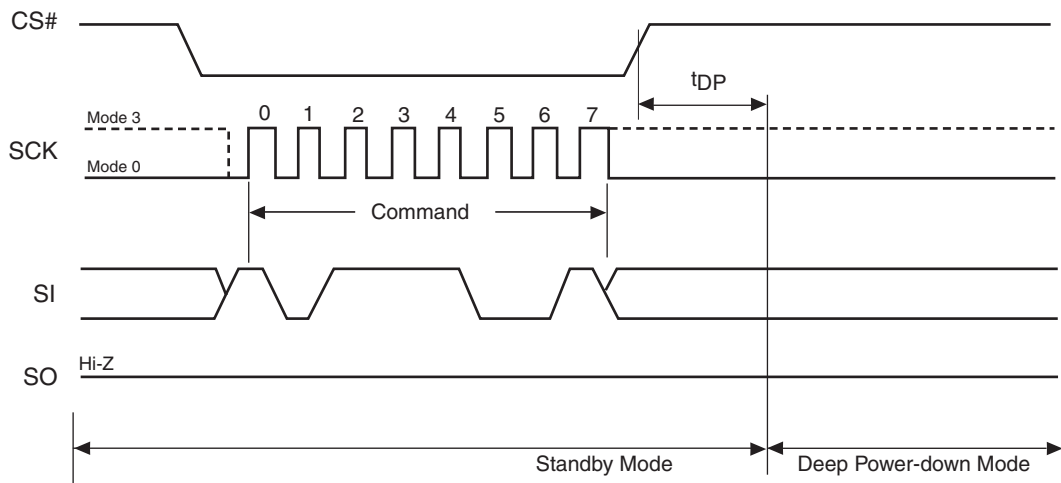 CS#
tDP
Mode 3
0 1 2 3 4 5 6 7
SCK
Mode 0
Command
SI
Hi-Z
SO
Standby Mode
Deep Power-down Mode